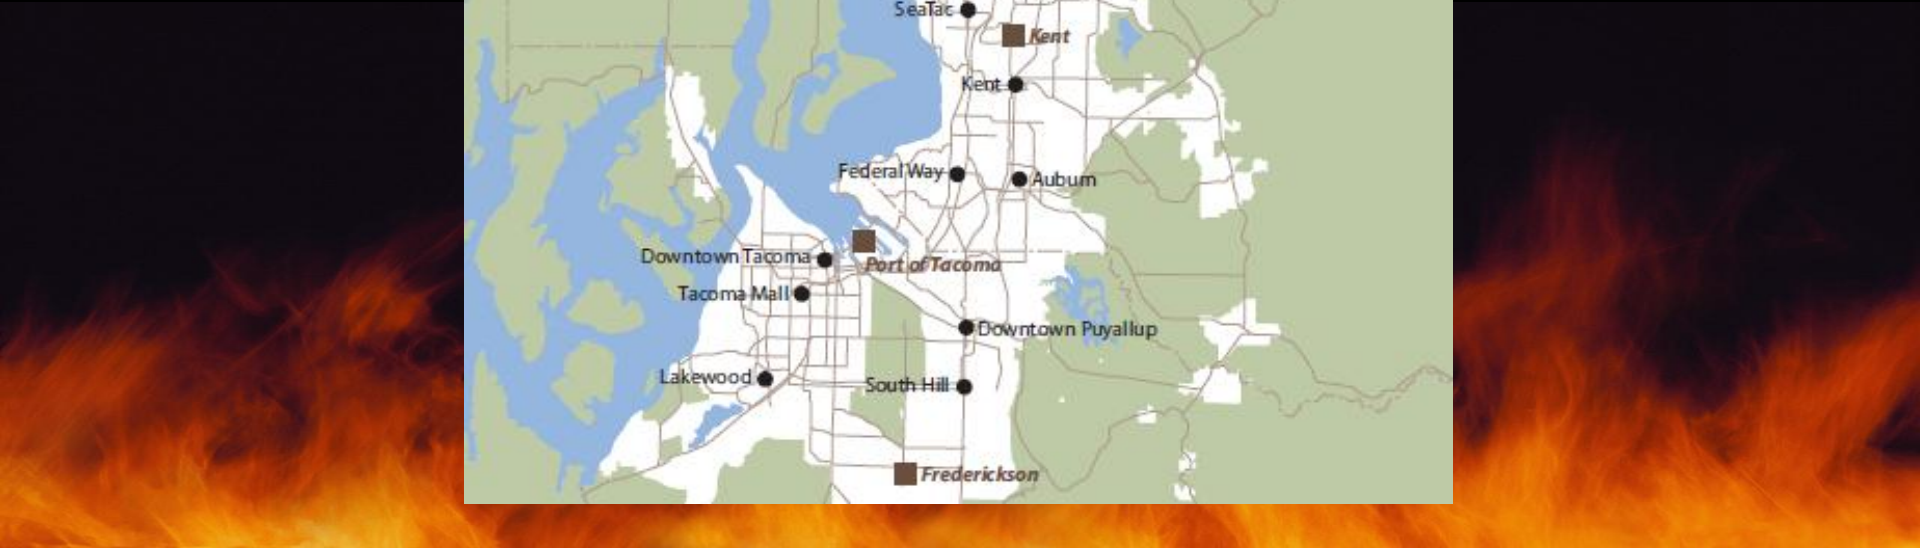 SeaTac
Kent
Kent
Federal Way
Auburn
Downtown Tacoma
Port of Tacoma
Tacoma Mall
Downtown Puyallup
Lakewood
South Hill
Frederickson